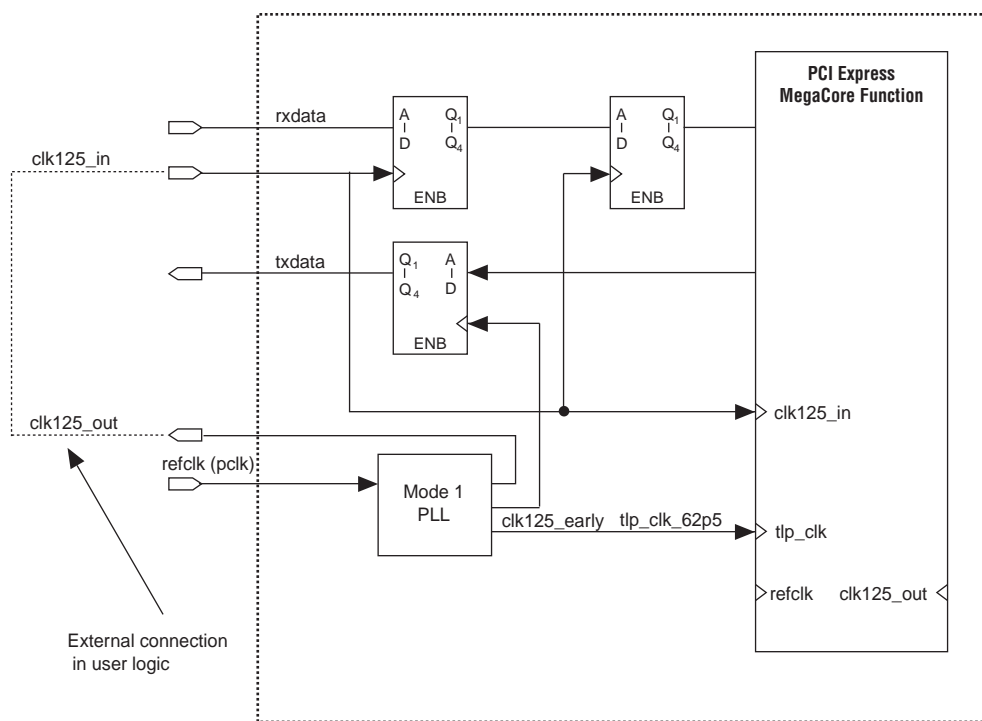 PCI Express
MegaCore Function
rxdata
A
D
Q1
Q4
ENB
A
D
Q1
Q4
ENB
clk125_in
txdata
Q1
Q4
A
D
ENB
clk125_in
clk125_out
refclk (pclk)
Mode 1
PLL
clk125_early
tlp_clk_62p5
tlp_clk
refclk
clk125_out
External connection
in user logic